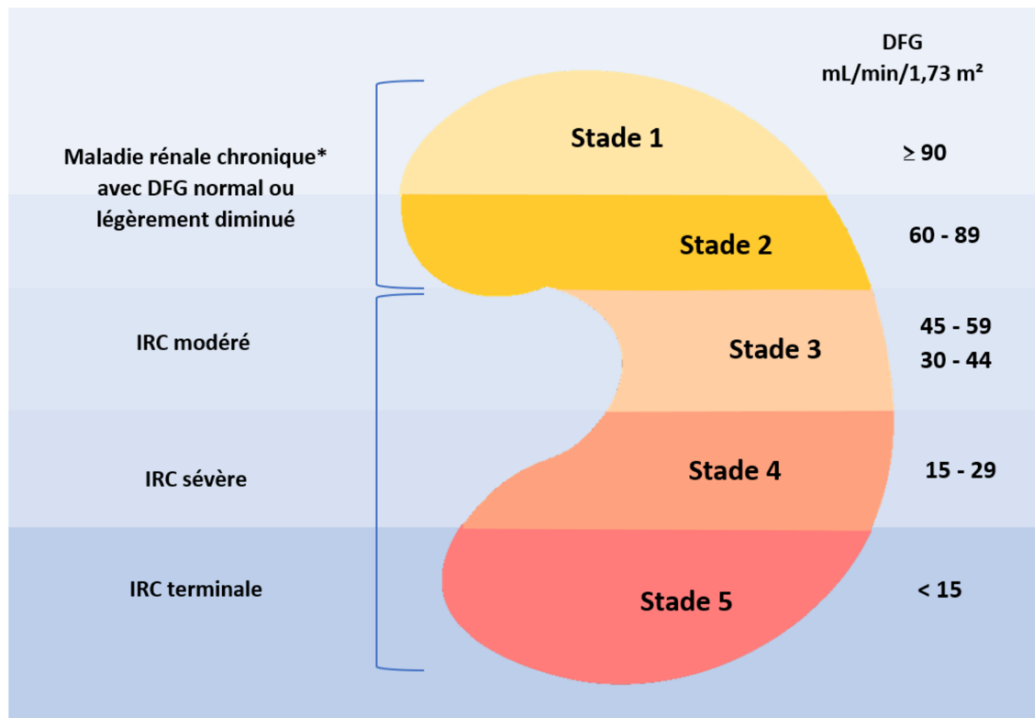 DFG
mL/min/1,73 m²
Maladie rénale chronique*
avec DFG normal ou
légèrement diminué
Stade 1
≥ 90
Stade 2
60 - 89
IRC modéré
Stade 3
45 - 59
30 - 44
IRC sévère
Stade 4
15 - 29
IRC terminale
Stade 5
< 15